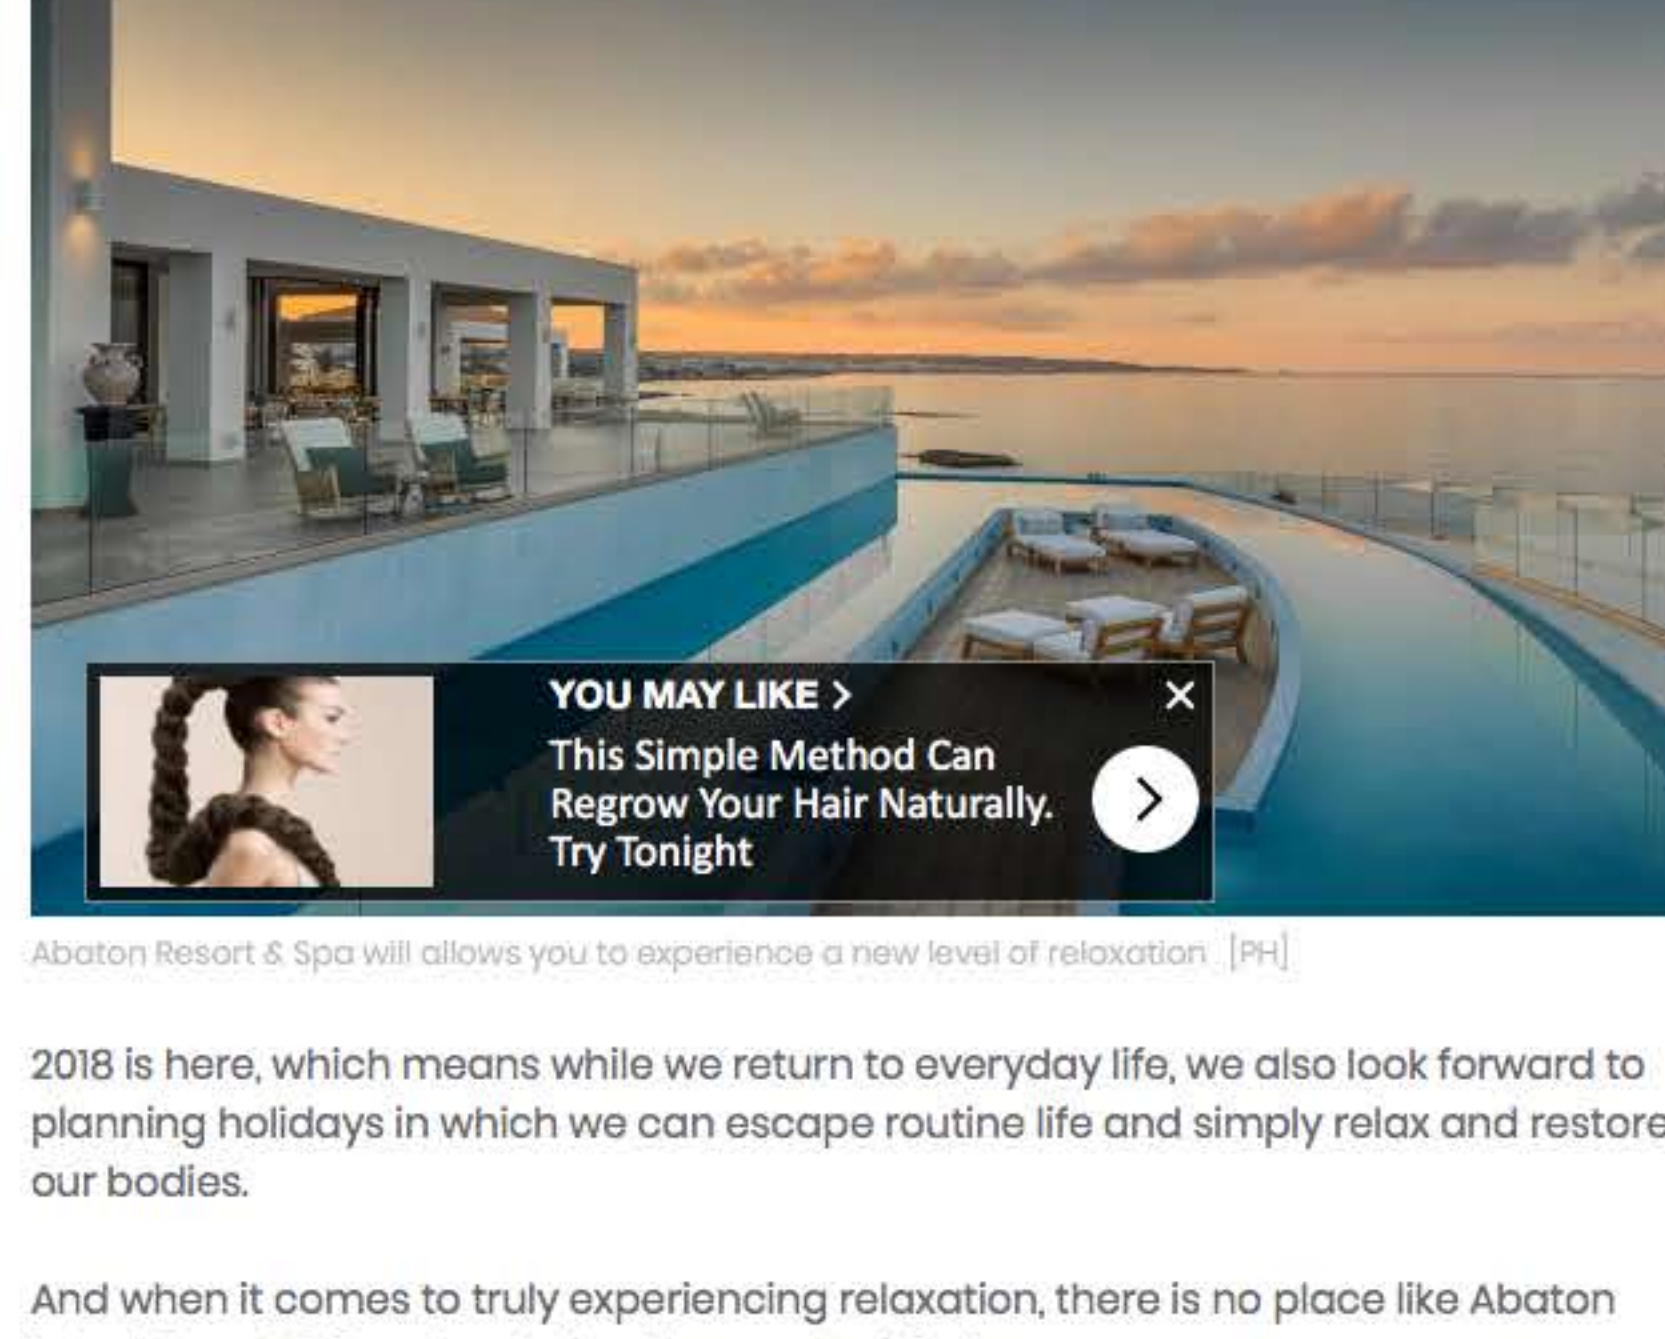 YOU MAY LIKE >
This Simple Method Can
Regrow Your Hair Naturally.
Try Tonight
Abaton Resort & Spa will allows you to experience a new level of reloxation [PH]
2018 is here, which means while we return to everyday life, we also look forward to
planning holidays in which we can escape routine life and simply relax and restore
our bodies.
And when it comes to truly experiencing relaxation, there is no place like Abaton